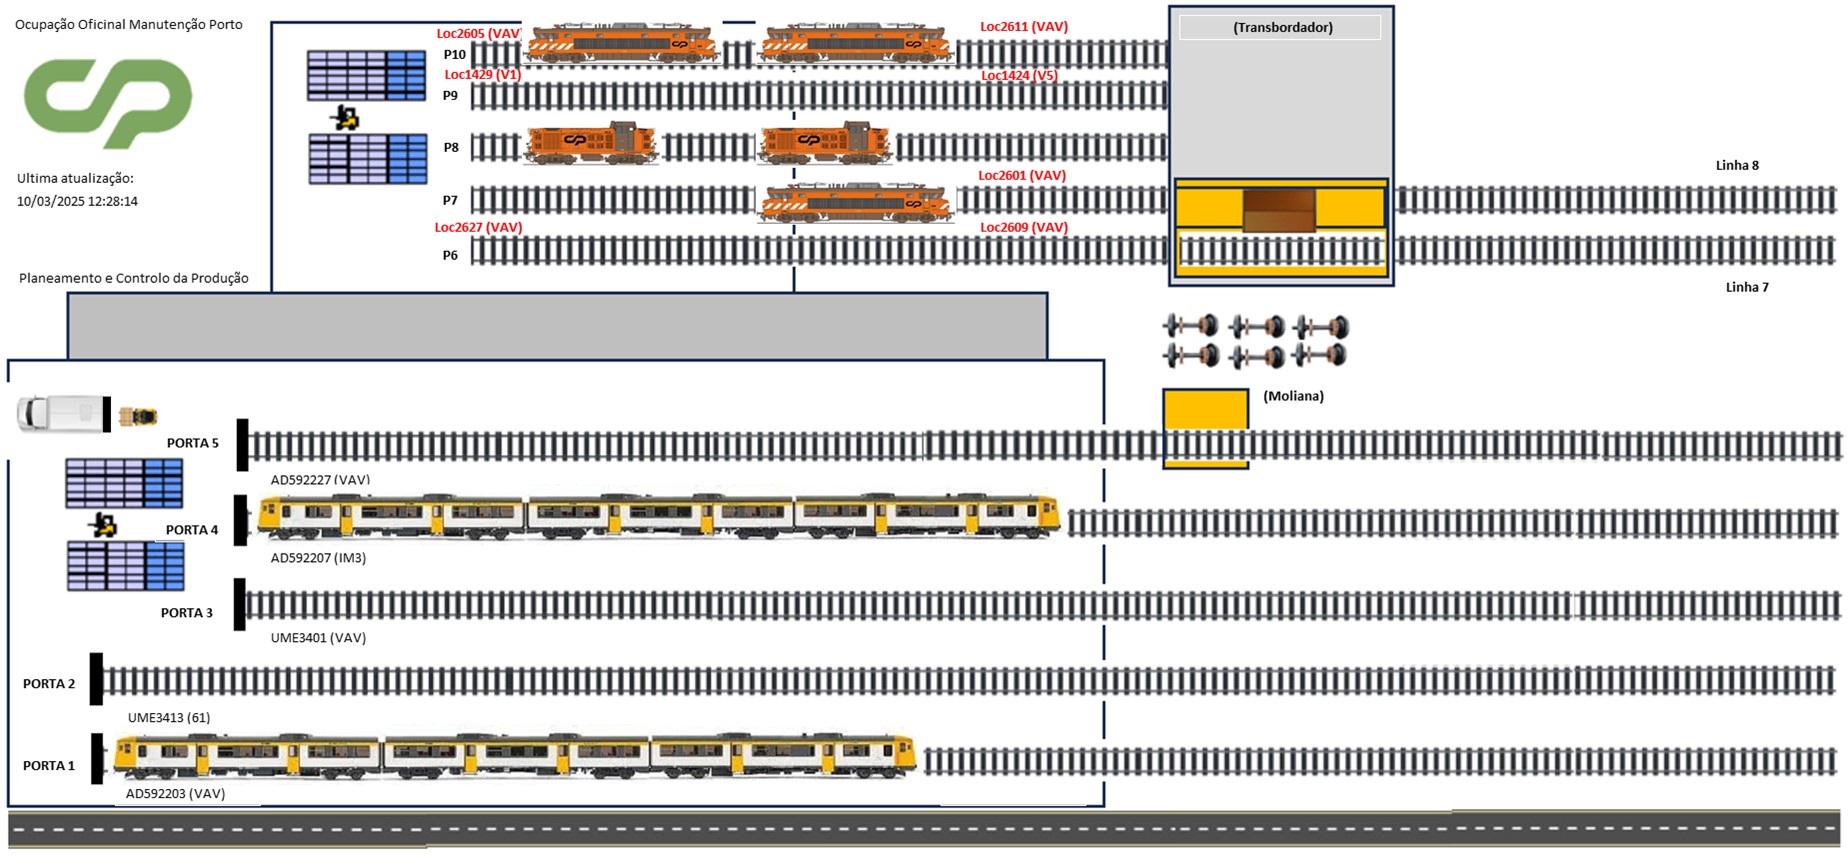 Ocupação Oficinal Manutenção Porto
CP
Ultima atualização:
10/03/2025 12:28:14
Planeamento e Controlo da Produção
Loc2605 (VAV)
Loc2611 (VAV)
P10
Loc1429 (V1)
Loc1424 (V5)
P9
P8
Loc2601 (VAV)
P7
Loc2627 (VAV)
Loc2609 (VAV)
P6
(Transbordador)
Linha 8
Linha 7
(Moliana)
PORTA 5
AD592227 (VAV)
PORTA 4
AD592207 (IM3)
PORTA 3
UME3401 (VAV)
PORTA 2
UME3413 (61)
PORTA 1
AD592203 (VAV)